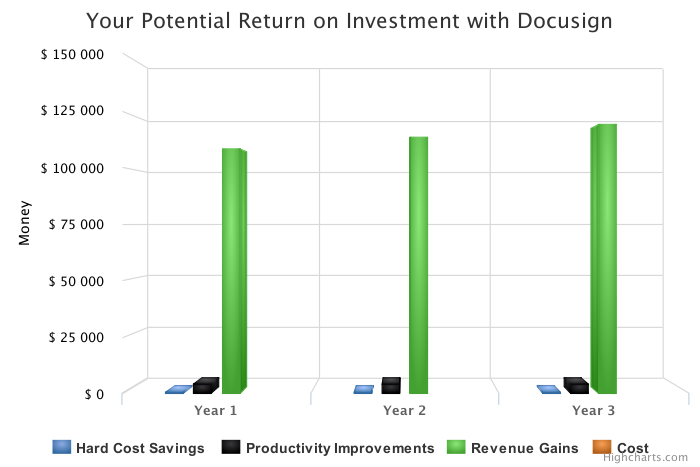 Your Potential Return on Investment with Docusign
$ 150 000
$ 125 000
$ 100 000
$ 75 000
$ 50 000
$ 25 000
$ 0
Money
Year 1
Year 2
Year 3
Hard Cost Savings
Productivity Improvements
Revenue Gains
Cost
Highcharts.com